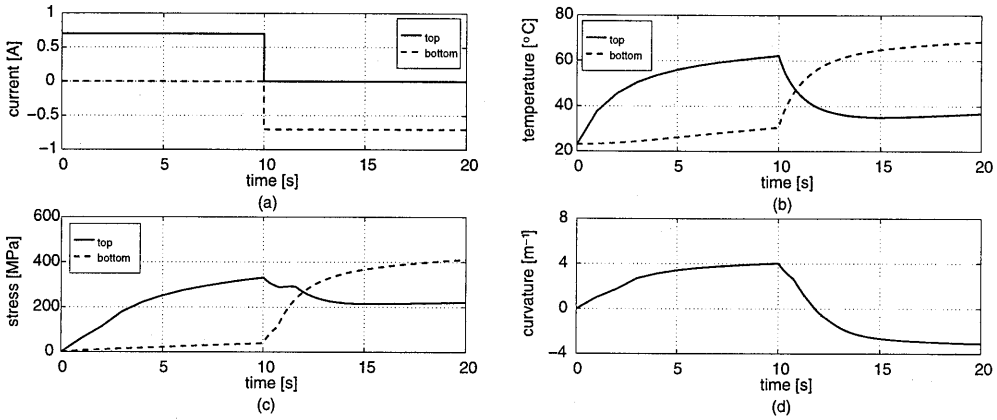 1
0.5
0
−0.5
−1
current [A]
top
bottom
0
5
10
15
20
time [s]
(a)
80
60
40
20
temperature [°C]
top
bottom
0
5
10
15
20
time [s]
(b)
600
400
200
0
stress [MPa]
top
bottom
0
5
10
15
20
time [s]
(c)
8
4
0
−4
curvature [m⁻¹]
0
5
10
15
20
time [s]
(d)